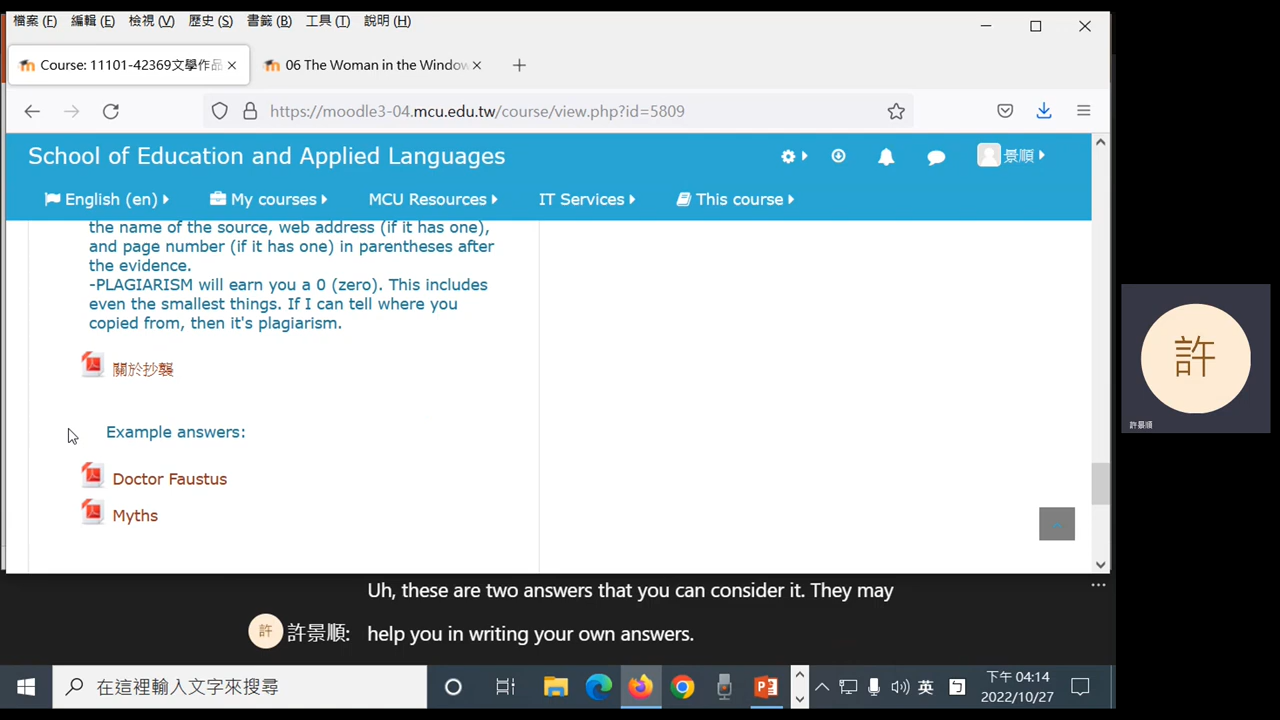 檔案 (F) 編輯 (E) 檢視 (V) 歷史 (S) 書籤 (B) 工具 (T) 說明 (H)
Course: 11101-42369文學作品
06 The Woman in the Window
https://moodle3-04.mcu.edu.tw/course/view.php?id=5809
School of Education and Applied Languages
景順
English (en) My courses MCU Resources IT Services This course
the name of the source, web address (if it has one),
and page number (if it has one) in parentheses after
the evidence.
-PLAGIARISM will earn you a 0 (zero). This includes
even the smallest things. If I can tell where you
copied from, then it's plagiarism.
關於抄襲
Example answers:
Doctor Faustus
Myths
許
許景順
Uh, these are two answers that you can consider it. They may
許 許景順: help you in writing your own answers.
在這裡輸入文字來搜尋
英 ㄅ
下午 04:14
2022/10/27